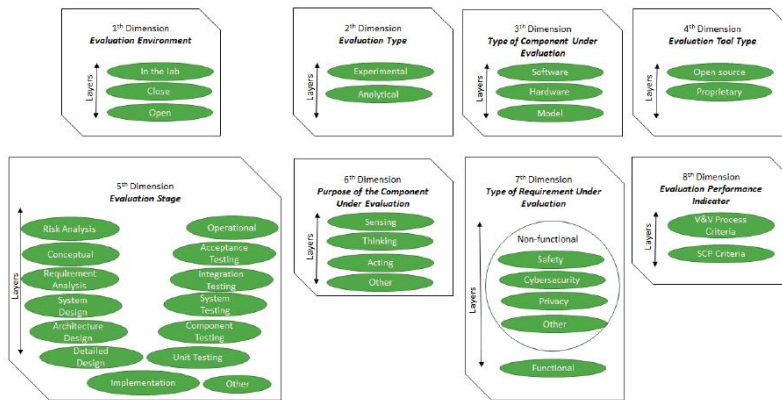 1th Dimension
Evaluation Environment
Layers
In the lab
Close
Open
2th Dimension
Evaluation Type
Layers
Experimental
Analytical
3th Dimension
Type of Component Under
Evaluation
Layers
Software
Hardware
Model
4th Dimension
Evaluation Tool Type
Layers
Open source
Proprietary
5th Dimension
Evaluation Stage
Layers
Risk Analysis
Conceptual
Requirement
Analysis
System
Design
Architecture
Design
Detailed
Design
Implementation
Operational
Acceptance
Testing
Integration
Testing
System
Testing
Component
Testing
Unit Testing
Other
6th Dimension
Purpose of the Component
Under Evaluation
Layers
Sensing
Thinking
Acting
Other
7th Dimension
Type of Requirement Under
Evaluation
Layers
Non-functional
Safety
Cybersecurity
Privacy
Other
Functional
8th Dimension
Evaluation Performance
Indicator
Layers
V&V Process
Criteria
SCP Criteria